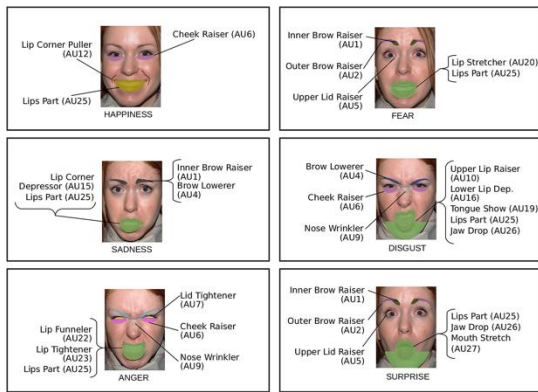 Lip Corner Puller
(AU12)
Cheek Raiser (AU6)
Lips Part (AU25)
HAPPINESS
Inner Brow Raiser
(AU1)
Outer Brow Raiser
(AU2)
Upper Lid Raiser
(AU5)
Lip Stretcher (AU20)
Lips Part (AU25)
FEAR
Lip Corner
Depressor (AU15)
Lips Part (AU25)
Inner Brow Raiser
(AU1)
Brow Lowerer
(AU4)
SADNESS
Brow Lowerer
(AU4)
Cheek Raiser
(AU6)
Nose Wrinkler
(AU9)
Upper Lip Raiser
(AU10)
Lower Lip Dep.
(AU16)
Tongue Show (AU19)
Lips Part (AU25)
Jaw Drop (AU26)
DISGUST
Lip Funneler
(AU22)
Lip Tightener
(AU23)
Lips Part (AU25)
Lid Tightener
(AU7)
Cheek Raiser
(AU6)
Nose Wrinkler
(AU9)
ANGER
Inner Brow Raiser
(AU1)
Outer Brow Raiser
(AU2)
Upper Lid Raiser
(AU5)
Lips Part (AU25)
Jaw Drop (AU26)
Mouth Stretch
(AU27)
SURPRISE